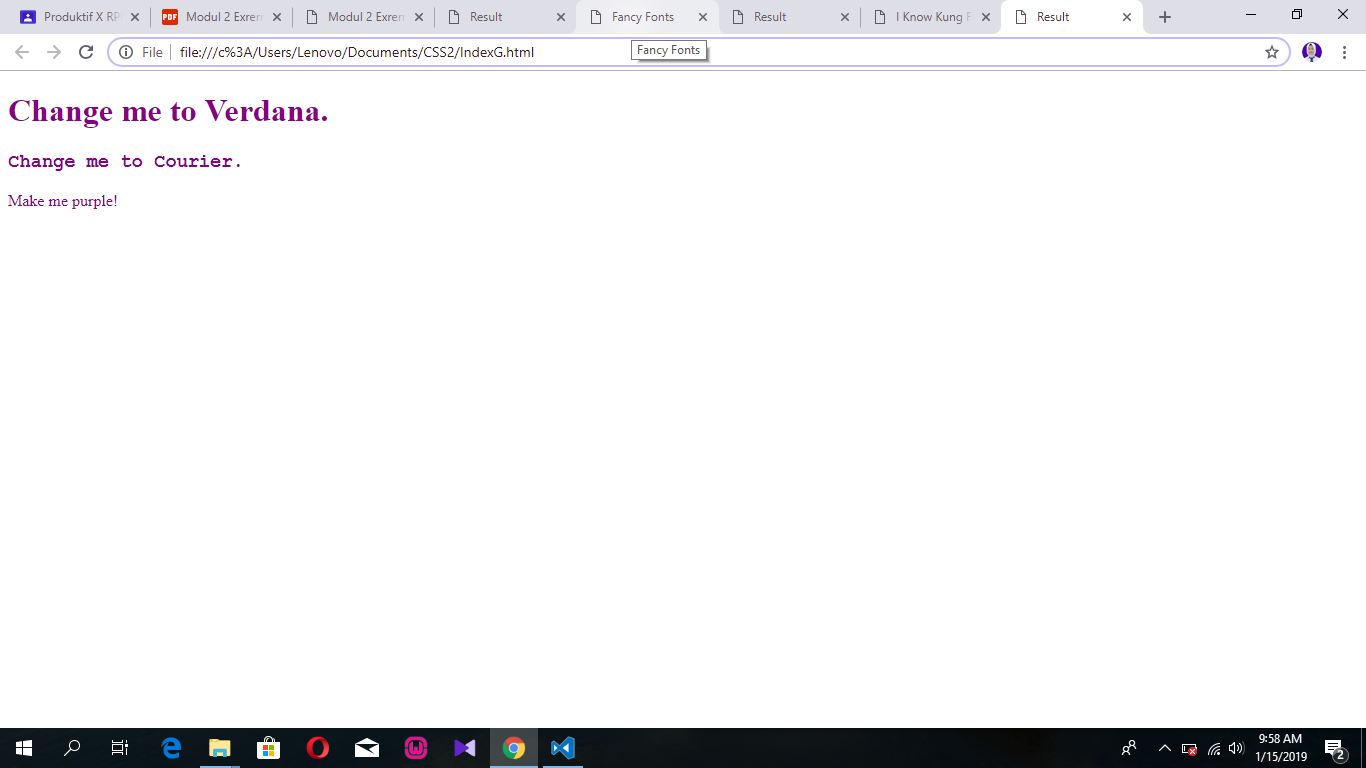 Produktif X RP
Modul 2 Exrem
Modul 2 Exrem
Result
Fancy Fonts
Result
I Know Kung F
Result
File
file:///c%3A/Users/Lenovo/Documents/CSS2/IndexG.html
Fancy Fonts
Change me to Verdana.
Change me to Courier.
Make me purple!
9:58 AM
1/15/2019
2